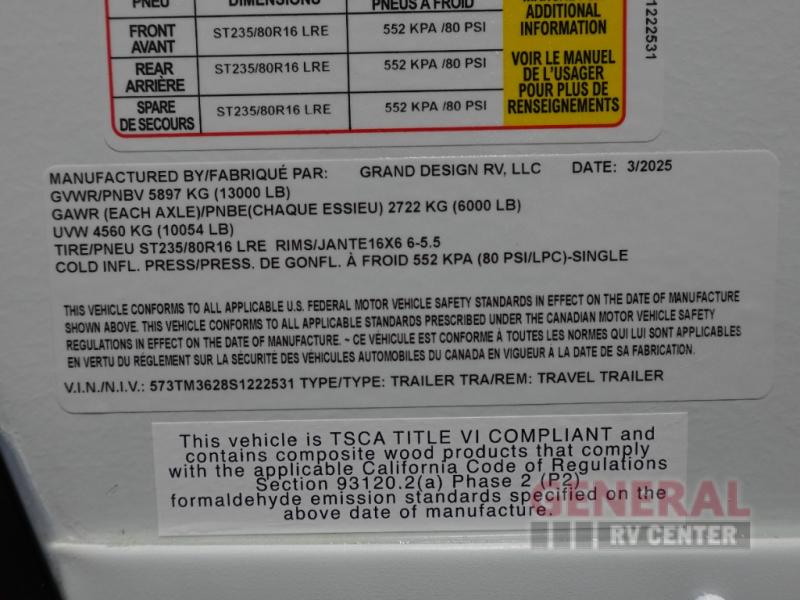 PNEU DIMENSIONS PNEUS À FROID
FRONT AVANT ST235/80R16 LRE 552 KPA /80 PSI
REAR ARRIÈRE ST235/80R16 LRE 552 KPA /80 PSI
SPARE DE SECOURS ST235/80R16 LRE 552 KPA /80 PSI
ADDITIONAL
INFORMATION
VOIR LE MANUEL
DE L'USAGER
POUR PLUS DE
RENSEIGNEMENTS
1222531
MANUFACTURED BY/FABRIQUÉ PAR: GRAND DESIGN RV, LLC DATE: 3/2025
GVWR/PNBV 5897 KG (13000 LB)
GAWR (EACH AXLE)/PNBE(CHAQUE ESSIEU) 2722 KG (6000 LB)
UVW 4560 KG (10054 LB)
TIRE/PNEU ST235/80R16 LRE RIMS/JANTE16X6 6-5.5
COLD INFL. PRESS/PRESS. DE GONFL. À FROID 552 KPA (80 PSI/LPC)-SINGLE
THIS VEHICLE CONFORMS TO ALL APPLICABLE U.S. FEDERAL MOTOR VEHICLE SAFETY STANDARDS IN EFFECT ON THE DATE OF MANUFACTURE
SHOWN ABOVE. THIS VEHICLE CONFORMS TO ALL APPLICABLE STANDARDS PRESCRIBED UNDER THE CANADIAN MOTOR VEHICLE SAFETY
REGULATIONS IN EFFECT ON THE DATE OF MANUFACTURE. ~ CE VÉHICULE EST CONFORME À TOUTES LES NORMES QUI LUI SONT APPLICABLES
EN VERTU DU RÈGLEMENT SUR LA SÉCURITÉ DES VÉHICULES AUTOMOBILES DU CANADA EN VIGUEUR À LA DATE DE SA FABRICATION.
V.I.N./N.I.V.: 573TM3628S1222531 TYPE/TYPE: TRAILER TRA/REM: TRAVEL TRAILER
This vehicle is TSCA TITLE VI COMPLIANT and
contains composite wood products that comply
with the applicable California Code of Regulations
Section 93120.2(a) Phase 2 (P2)
formaldehyde emission standards specified on the
above date of manufacture.
GENERAL
RV CENTER